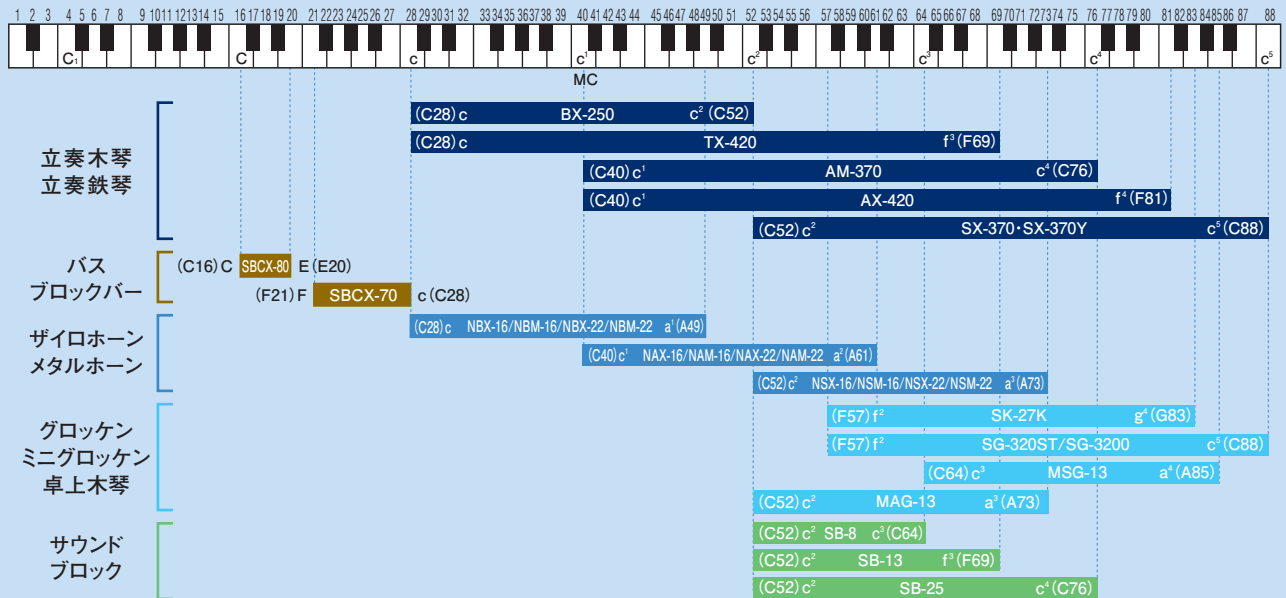 1 2 3 4 5 6 7 8 9 10 11 12 13 14 15 16 17 18 19 20 21 22 23 24 25 26 27 28 29 30 31 32 33 34 35 36 37 38 39 40 41 42 43 44 45 46 47 48 49 50 51 52 53 54 55 56 57 58 59 60 61 62 63 64 65 66 67 68 69 70 71 72 73 74 75 76 77 78 79 80 81 82 83 84 85 86 87 88
C₁ C c c¹ c² c³ c⁴ c⁵
MC
立奏木琴
立奏鉄琴
(C28) c BX-250 c² (C52)
(C28) c TX-420 f³ (F69)
(C40) c¹ AM-370 c⁴ (C76)
(C40) c¹ AX-420 f⁴ (F81)
(C52) c² SX-370・SX-370Y c⁵ (C88)
バス
ブロックバー
(C16) C SBCX-80 E (E20)
(F21) F SBCX-70 c (C28)
ザイロホーン
メタルホーン
(C28) c NBX-16/NBM-16/NBX-22/NBM-22 a¹ (A49)
(C40) c¹ NAX-16/NAM-16/NAX-22/NAM-22 a² (A61)
(C52) c² NSX-16/NSM-16/NSX-22/NSM-22 a³ (A73)
グロッケン
ミニグロッケン
卓上木琴
(F57) f² SK-27K g⁴ (G83)
(F57) f² SG-320ST/SG-3200 c⁵ (C88)
(C64) c³ MSG-13 a⁴ (A85)
(C52) c² MAG-13 a³ (A73)
サウンド
ブロック
(C52) c² SB-8 c³ (C64)
(C52) c² SB-13 f³ (F69)
(C52) c² SB-25 c⁴ (C76)